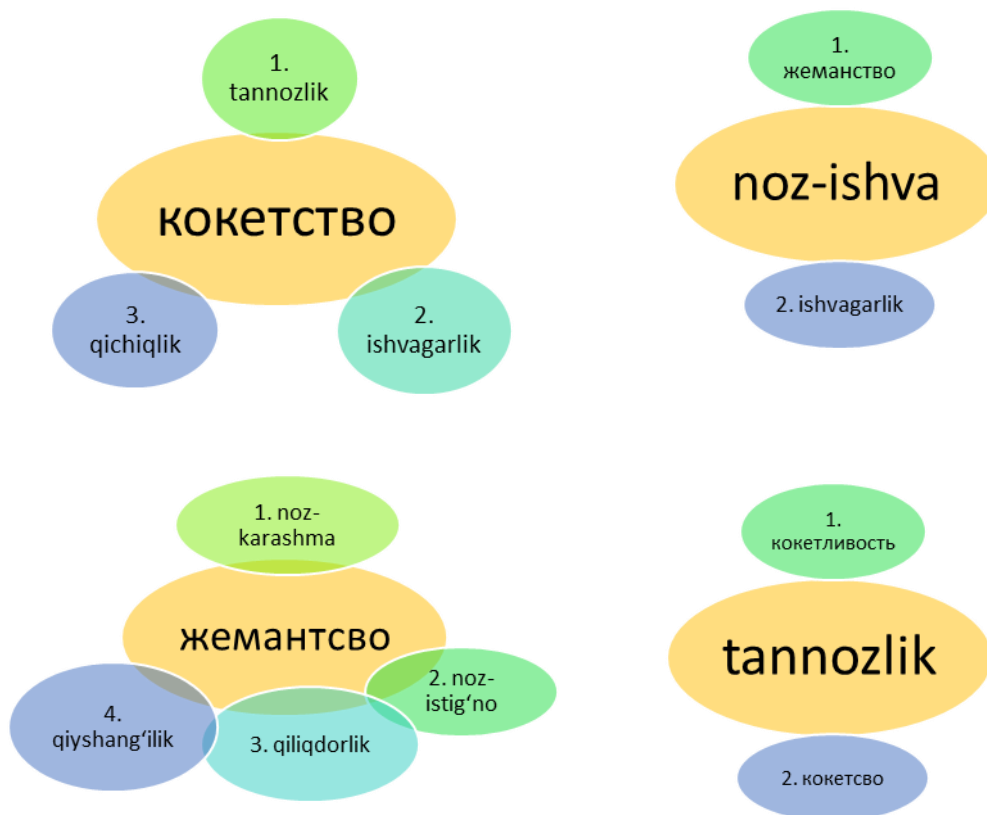 1.
tannozlik
кокетство
3.
qichiqlik
2.
ishvagarlik
1.
жеманство
noz-ishva
2. ishvagarlik
1. noz-
karashma
жемантсво
2. noz-
istig‘no
3. qiliqdorlik
4.
qiyshang‘ilik
1.
кокетливость
tannozlik
2. кокетсво